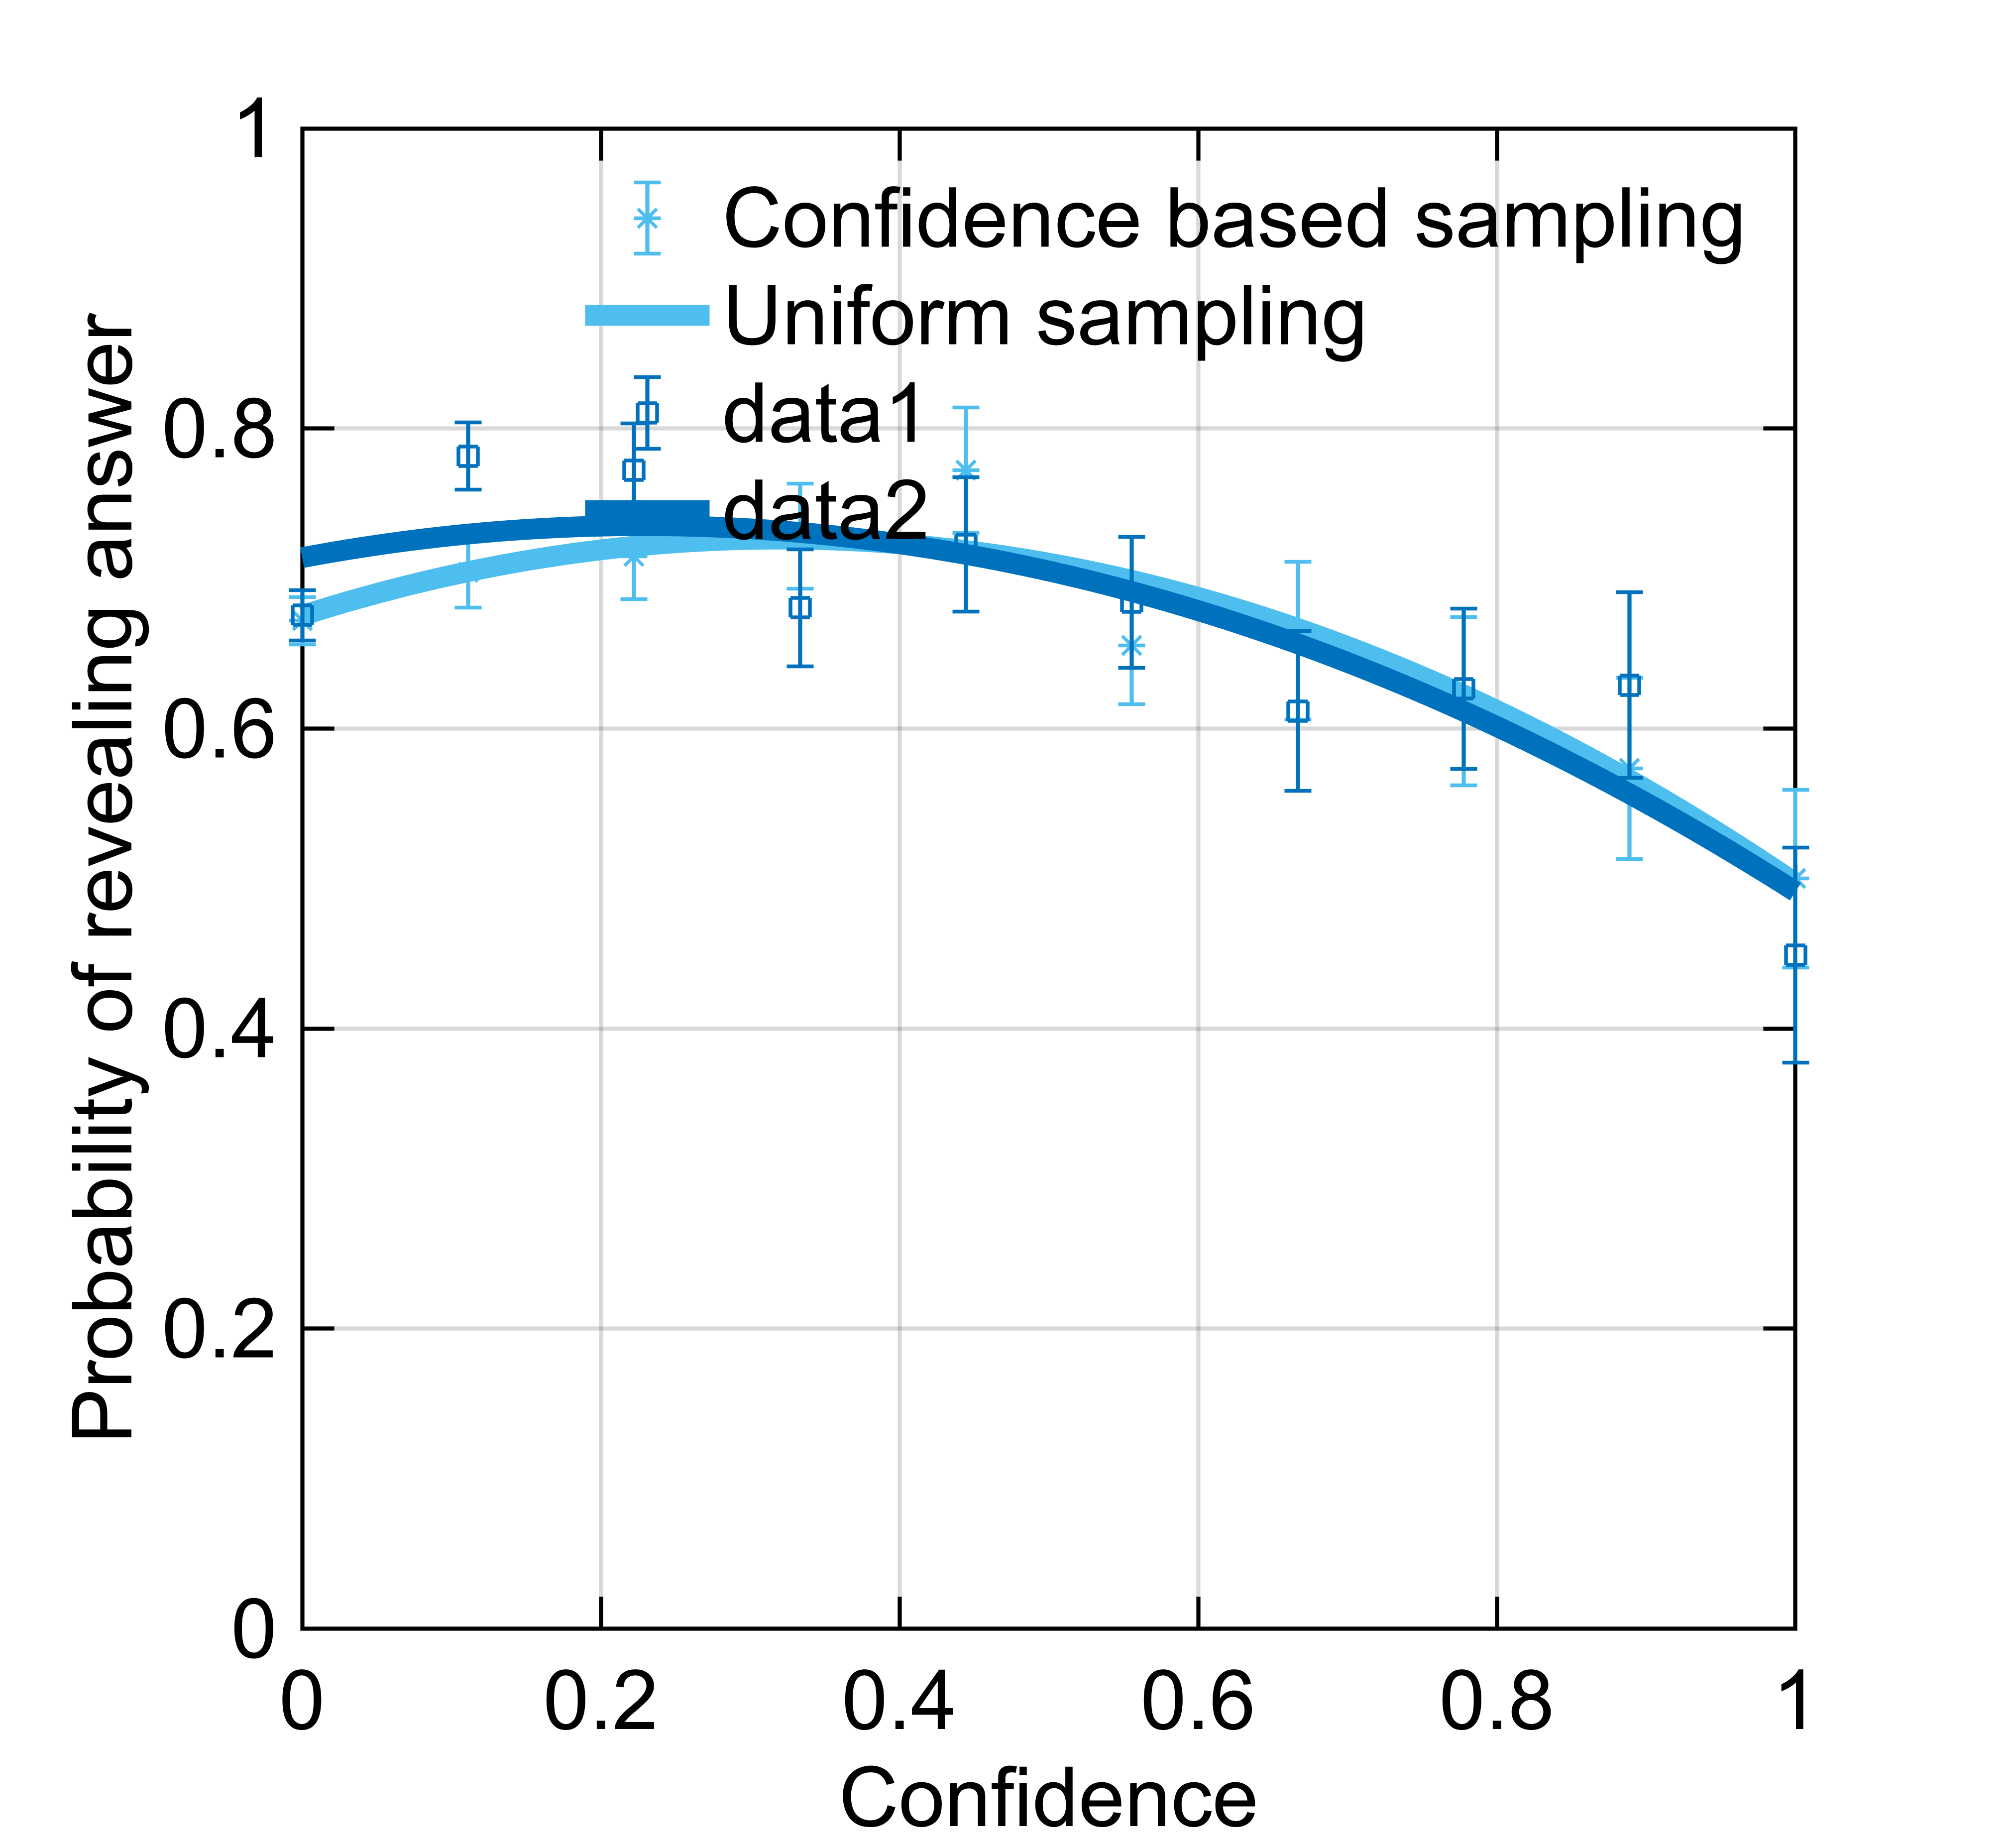 1
0.8
0.6
0.4
0.2
0
Probability of revealing answer
Confidence based sampling
Uniform sampling
data1
data2
0 0.2 0.4 0.6 0.8 1
Confidence